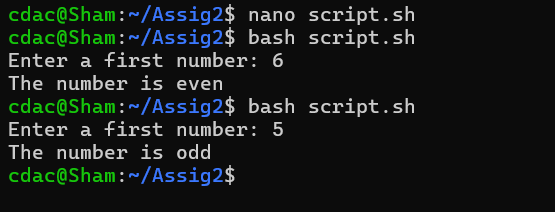 cdac@Sham:~/Assig2$ nano script.sh
cdac@Sham:~/Assig2$ bash script.sh
Enter a first number: 6
The number is even
cdac@Sham:~/Assig2$ bash script.sh
Enter a first number: 5
The number is odd
cdac@Sham:~/Assig2$